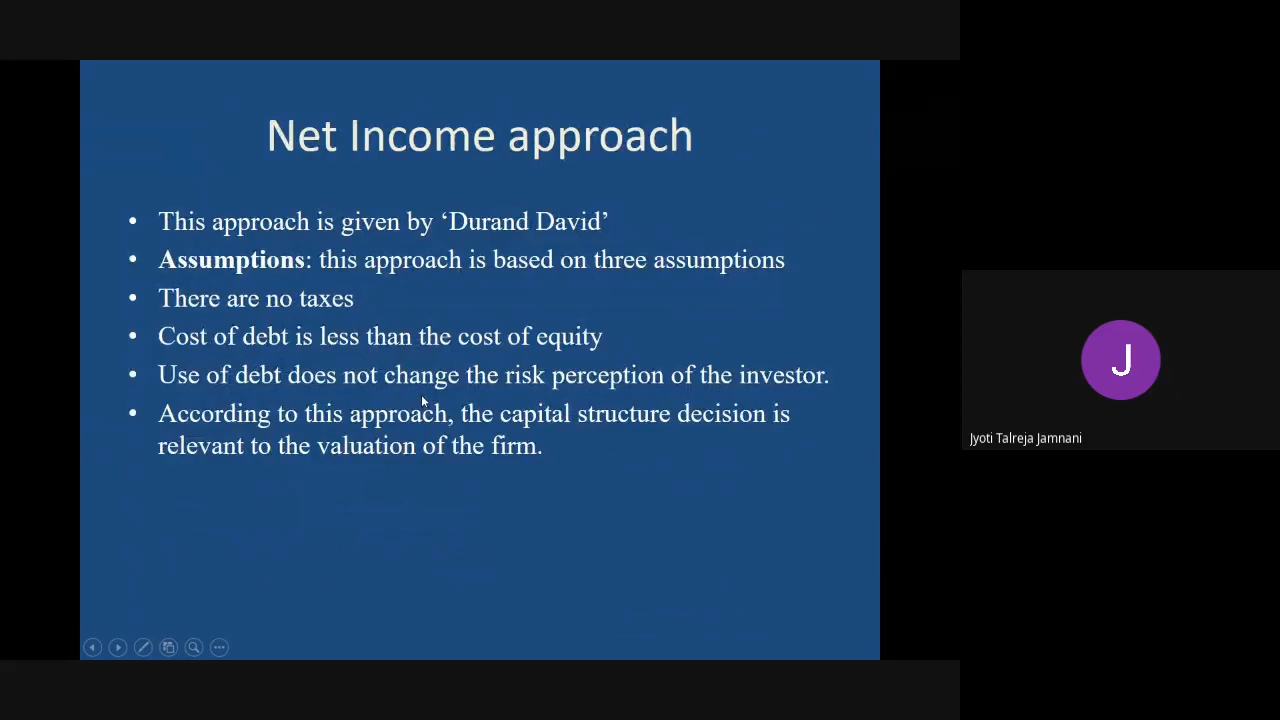 Net Income approach
• This approach is given by ‘Durand David’
• Assumptions: this approach is based on three assumptions
• There are no taxes
• Cost of debt is less than the cost of equity
• Use of debt does not change the risk perception of the investor.
• According to this approach, the capital structure decision is
relevant to the valuation of the firm.
J
Jyoti Talreja Jamnani